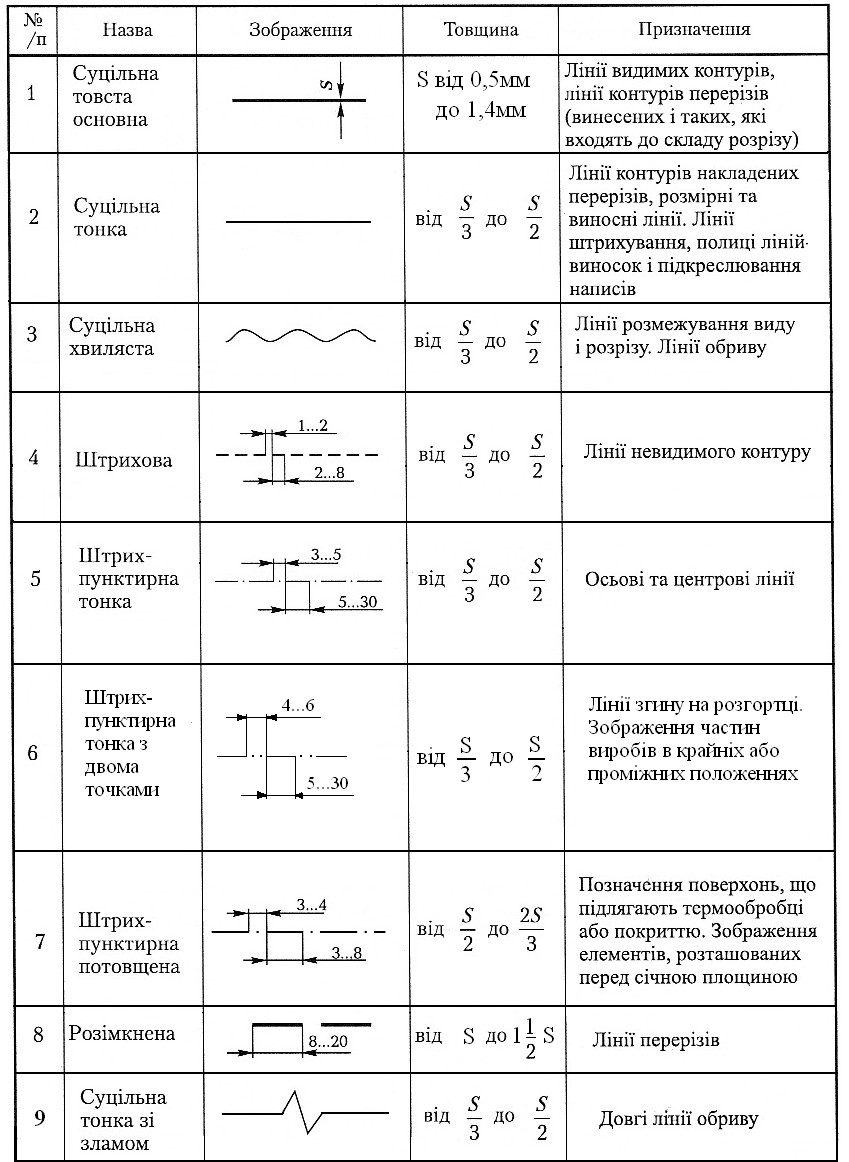 №
/п
Назва
Зображення
Товщина
Призначення
1
Суцільна
товста
основна
S
S від 0,5мм
до 1,4мм
Лінії видимих контурів,
лінії контурів перерізів
(винесених і таких, які
входять до складу розрізу)
2
Суцільна
тонка
від S/3 до S/2
Лінії контурів накладених
перерізів, розмірні та
виносні лінії. Лінії
штрихування, полиці ліній-
виносок і підкреслювання
написів
3
Суцільна
хвиляста
від S/3 до S/2
Лінії розмежування виду
і розрізу. Лінії обриву
4
Штрихова
1...2
2...8
від S/3 до S/2
Лінії невидимого контуру
5
Штрих-
пунктирна
тонка
3...5
5...30
від S/3 до S/2
Осьові та центрові лінії
6
Штрих-
пунктирна
тонка з
двома
точками
4...6
5...30
від S/3 до S/2
Лінії згину на розгортці.
Зображення частин
виробів в крайніх або
проміжних положеннях
7
Штрих-
пунктирна
потовщена
3...4
3...8
від S/2 до 2S/3
Позначення поверхонь, що
підлягають термообробці
або покриттю. Зображення
елементів, розташованих
перед січною площиною
8
Розімкнена
8...20
від S до 1 1/2 S
Лінії перерізів
9
Суцільна
тонка зі
зламом
від S/3 до S/2
Довгі лінії обриву